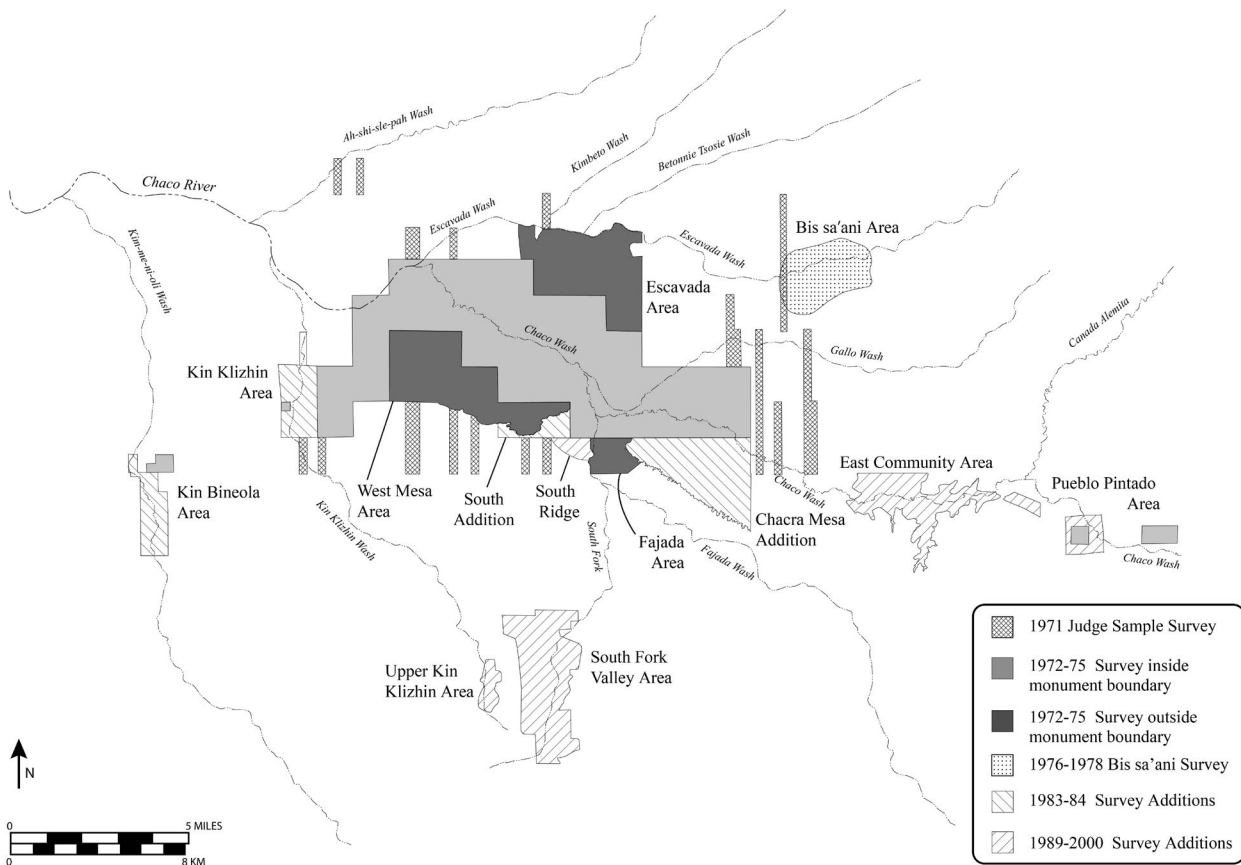 Ah-shi-sle-pah Wash
Kimbeto Wash
Betonnie Tsosie Wash
Chaco River
Kim-me-ni-oli Wash
Escavada Wash
Escavada Wash
Bis sa'ani Area
Escavada
Area
Canada Alemita
Chaco Wash
Gallo Wash
Kin Klizhin
Area
Kin Bineola
Area
West Mesa
Area
South
Addition
South
Ridge
Chaco Wash
East Community Area
Pueblo Pintado
Area
Kin Klizhin Wash
South Fork
Fajada
Area
Fajada Wash
Chacra Mesa
Addition
Chaco Wash
Upper Kin
Klizhin Area
South Fork
Valley Area
1971 Judge Sample Survey
1972-75 Survey inside
monument boundary
1972-75 Survey outside
monument boundary
1976-1978 Bis sa'ani Survey
1983-84 Survey Additions
1989-2000 Survey Additions
N
0 5 MILES
0 8 KM